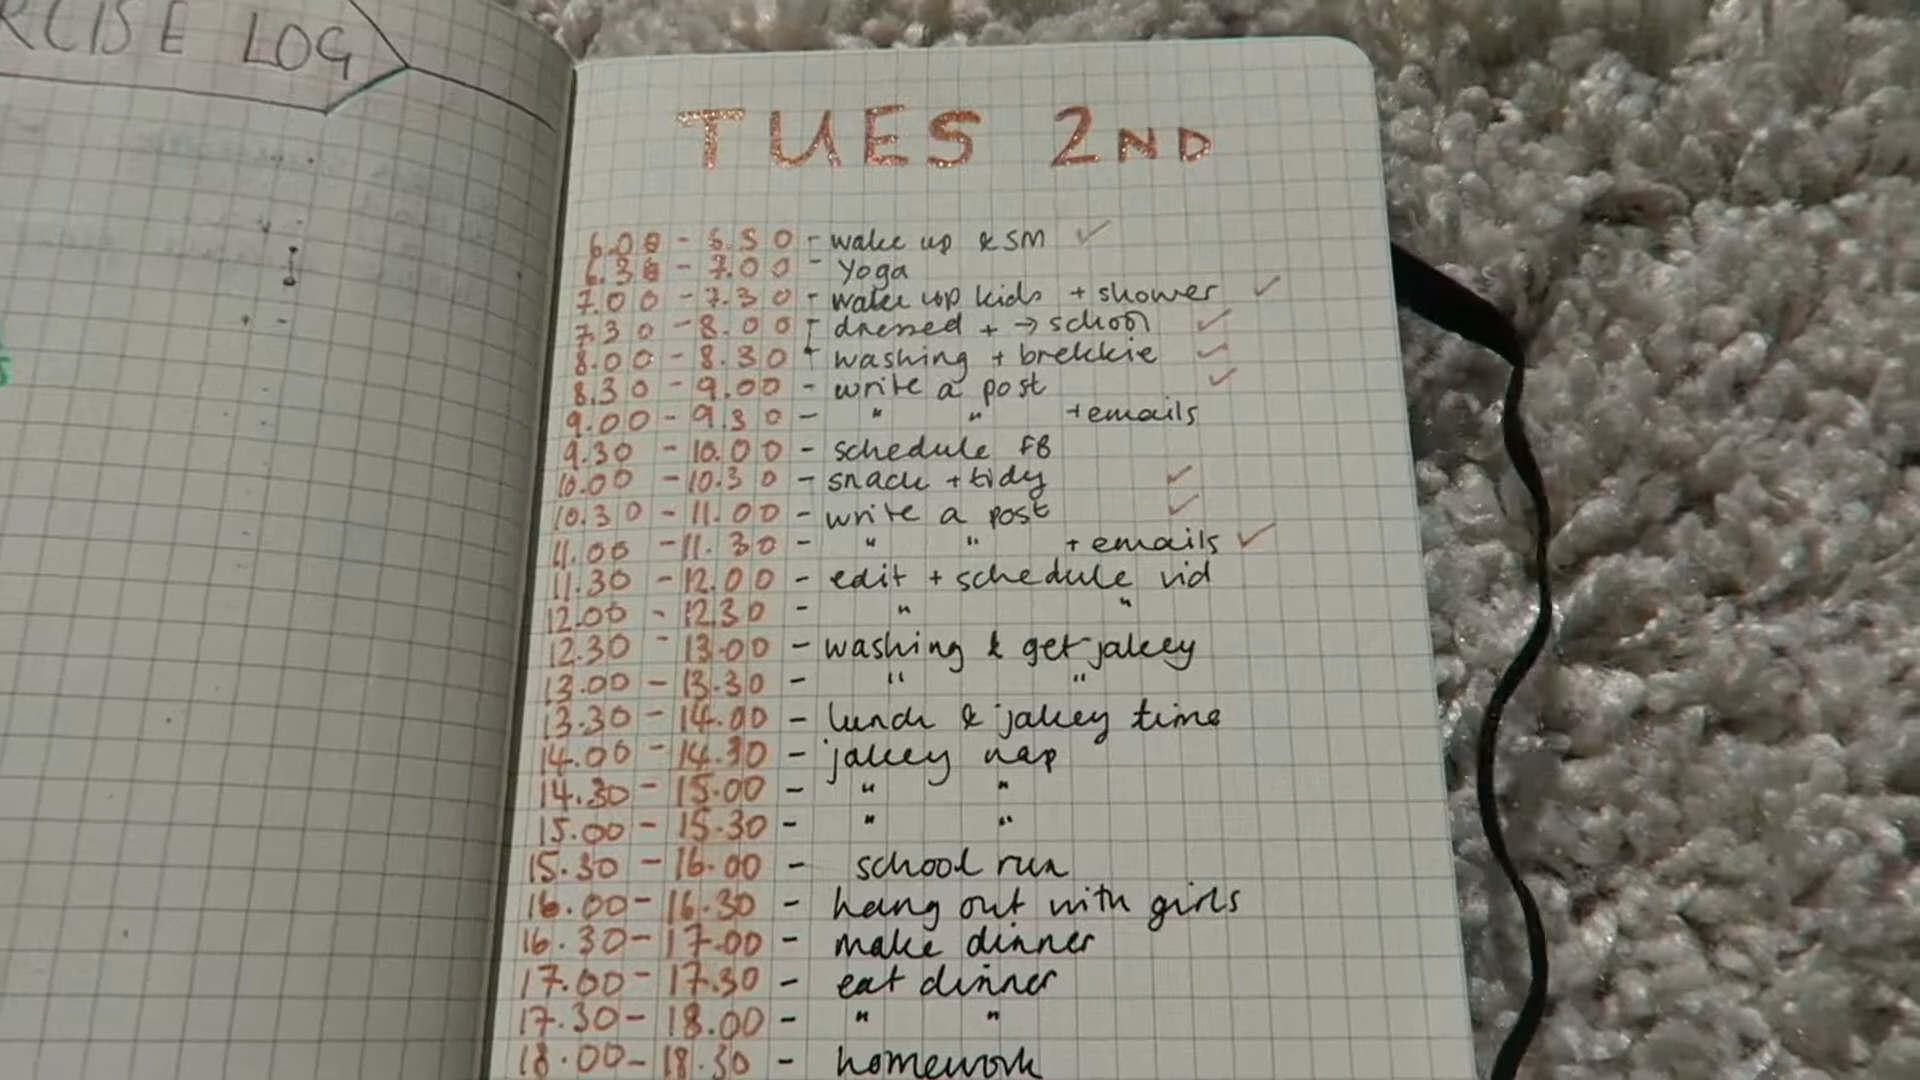 RCISE LOG
TUES 2ND
6.00 - 6.30 - wake up & SM ✓
6.30 - 7.00 - Yoga
7.00 - 7.30 - wake up kids + shower ✓
7.30 - 8.00 - dressed + → school ✓
8.00 - 8.30 - washing + brekkie ✓
8.30 - 9.00 - write a post ✓
9.00 - 9.30 - " " + emails
9.30 - 10.00 - schedule FB
10.00 - 10.30 - snack + tidy ✓
10.30 - 11.00 - write a post ✓
11.00 - 11.30 - " " + emails ✓
11.30 - 12.00 - edit + schedule vid
12.00 - 12.30 - " "
12.30 - 13.00 - washing & get jakey
13.00 - 13.30 - " "
13.30 - 14.00 - lunch & jakey time
14.00 - 14.30 - jakey nap
14.30 - 15.00 - " "
15.00 - 15.30 - " "
15.30 - 16.00 - school run
16.00 - 16.30 - hang out with girls
16.30 - 17.00 - make dinner
17.00 - 17.30 - eat dinner
17.30 - 18.00 - " "
18.00 - 18.30 - homework